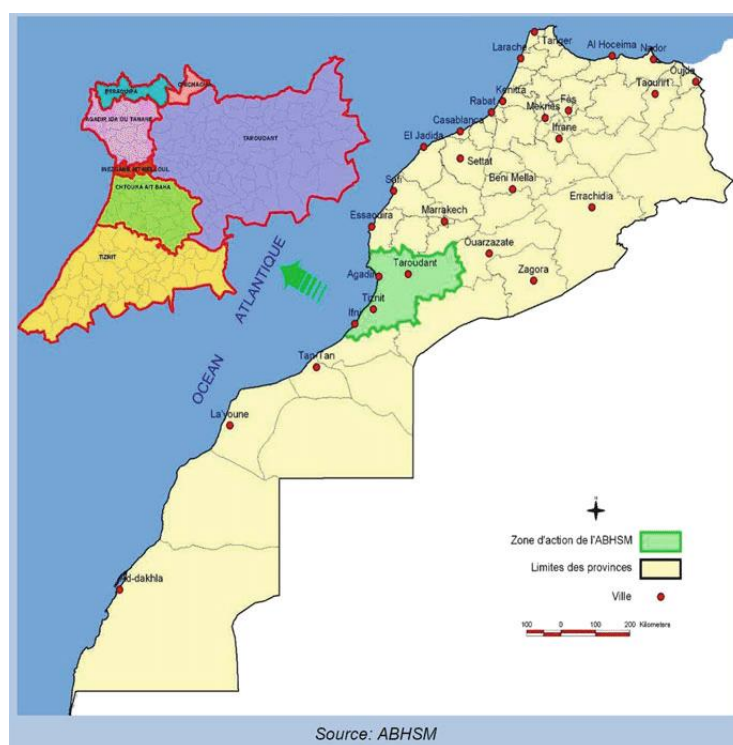 Tanger
Larache
Al Hoceima
Nador
Oujda
Kenitra
Taourirt
Rabat
Meknès
Fès
Casablanca
Ifrane
El Jadida
Settat
Safi
Beni Mellal
Errachidia
Essaouira
Marrakech
Ouarzazate
Agadir
Taroudant
Zagora
Tiznit
Ifni
Tan-Tan
La'Youne
Ad-dakhla
ESSAOUIRA
CHICHAOUA
AGADIR IDA OU TANANE
TAROUDANT
INEZGANE AIT MELLOUL
CHTOUKA AIT BAHA
TIZNIT
OCEAN ATLANTIQUE
N
Zone d'action de l'ABHSM
Limites des provinces
Ville
100 0 100 200 Kilometers
Source: ABHSM